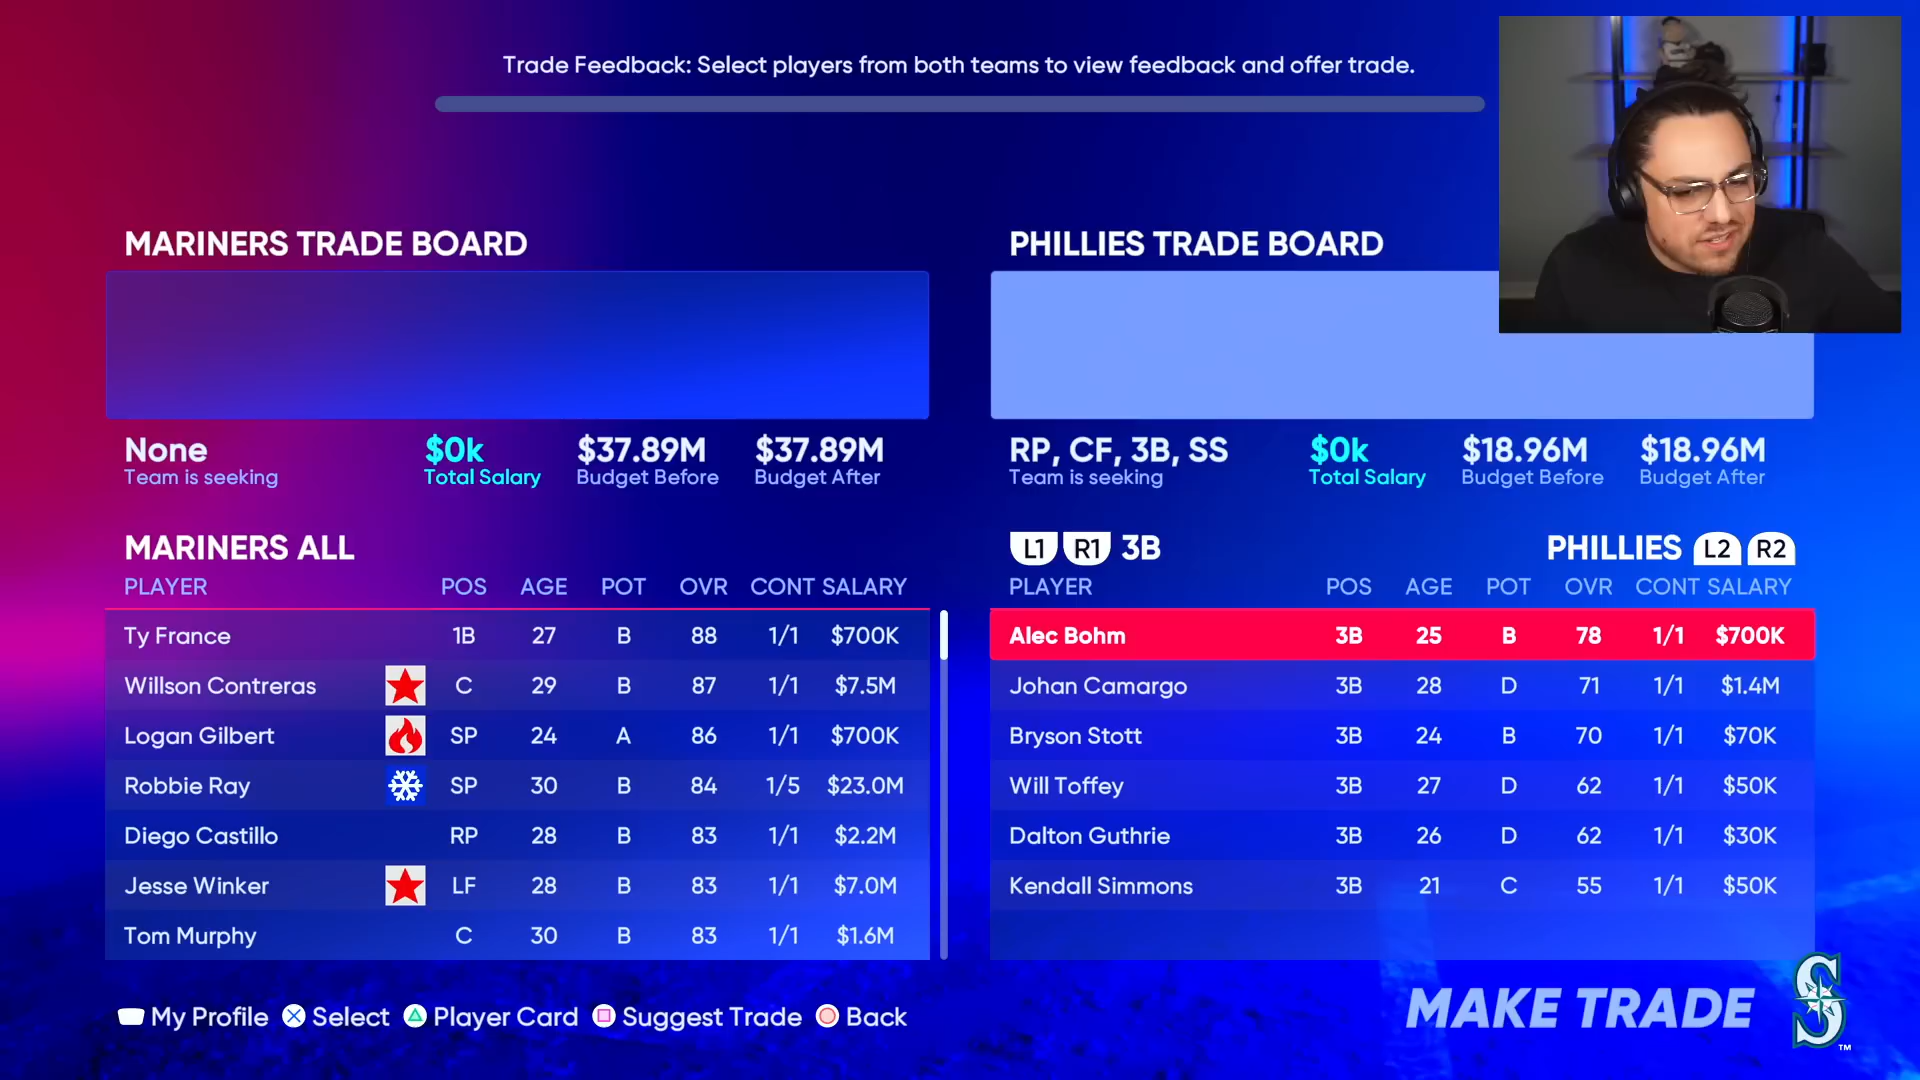 Trade Feedback: Select players from both teams to view feedback and offer trade.
MARINERS TRADE BOARD
None
Team is seeking
$0k
Total Salary
$37.89M
Budget Before
$37.89M
Budget After
PHILLIES TRADE BOARD
RP, CF, 3B, SS
Team is seeking
$0k
Total Salary
$18.96M
Budget Before
$18.96M
Budget After
MARINERS ALL
PLAYER POS AGE POT OVR CONT SALARY
Ty France 1B 27 B 88 1/1 $700K
Willson Contreras C 29 B 87 1/1 $7.5M
Logan Gilbert SP 24 A 86 1/1 $700K
Robbie Ray SP 30 B 84 1/5 $23.0M
Diego Castillo RP 28 B 83 1/1 $2.2M
Jesse Winker LF 28 B 83 1/1 $7.0M
Tom Murphy C 30 B 83 1/1 $1.6M
L1 R1 3B PHILLIES L2 R2
PLAYER POS AGE POT OVR CONT SALARY
Alec Bohm 3B 25 B 78 1/1 $700K
Johan Camargo 3B 28 D 71 1/1 $1.4M
Bryson Stott 3B 24 B 70 1/1 $70K
Will Toffey 3B 27 D 62 1/1 $50K
Dalton Guthrie 3B 26 D 62 1/1 $30K
Kendall Simmons 3B 21 C 55 1/1 $50K
My Profile Select Player Card Suggest Trade Back
MAKE TRADE
S
TM